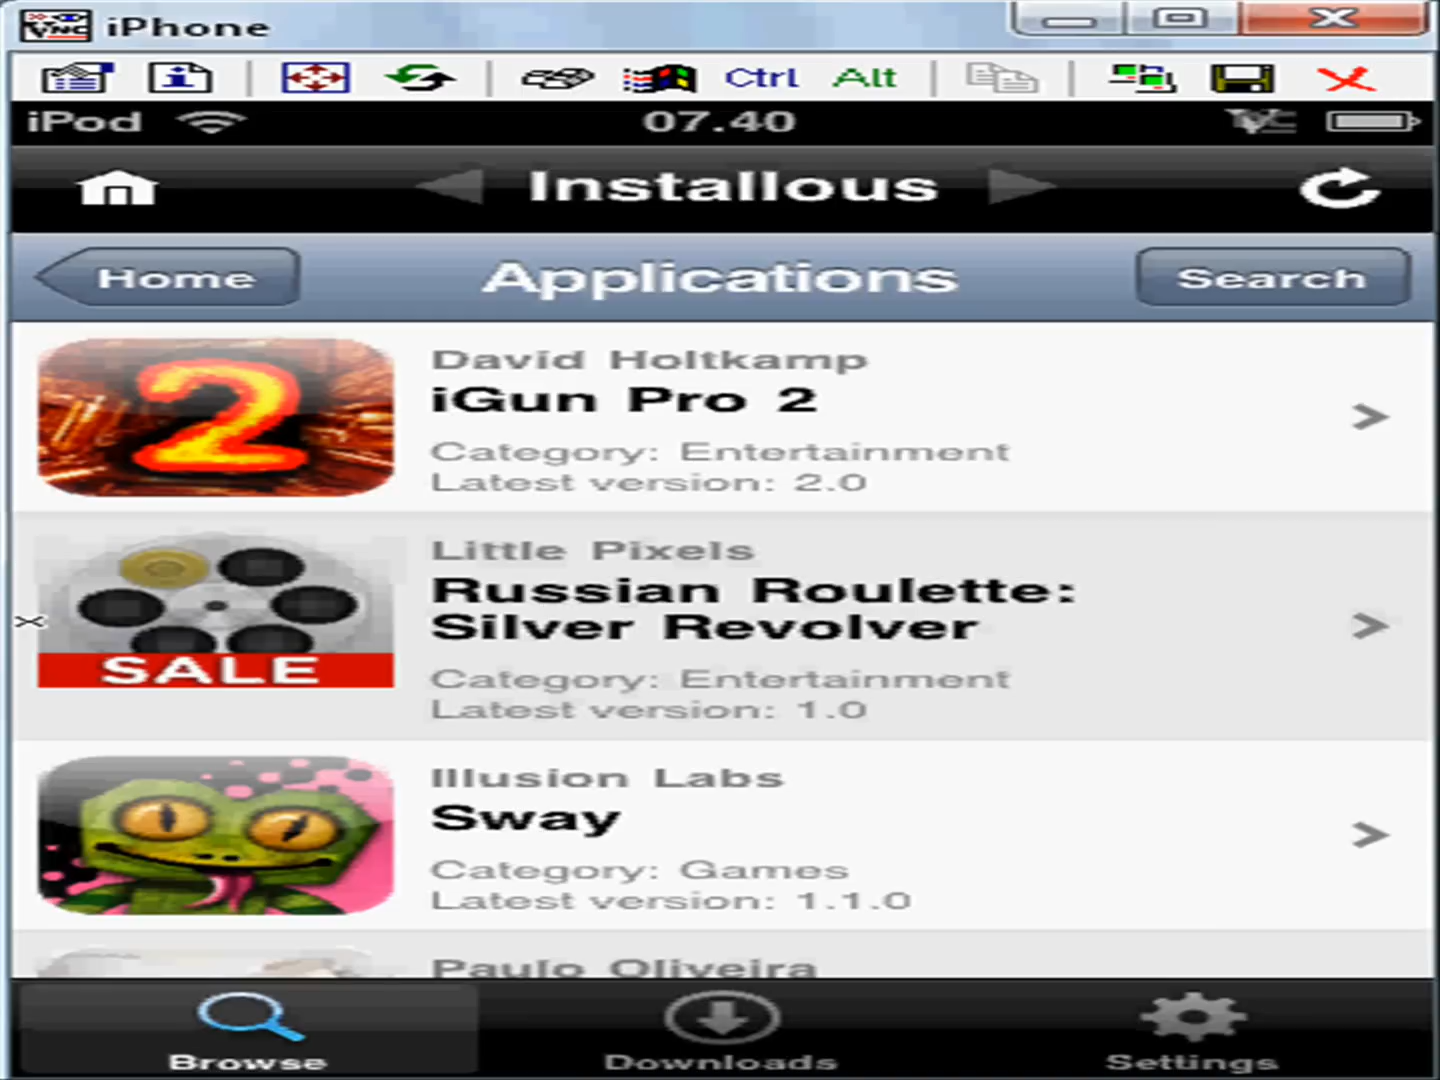 VNC iPhone
Ctrl Alt
iPod 07.40
Installous
Home Applications Search
2
David Holtkamp
iGun Pro 2
Category: Entertainment
Latest version: 2.0
Little Pixels
Russian Roulette:
Silver Revolver
SALE
Category: Entertainment
Latest version: 1.0
Illusion Labs
Sway
Category: Games
Latest version: 1.1.0
Paulo Oliveira
Browse Downloads Settings